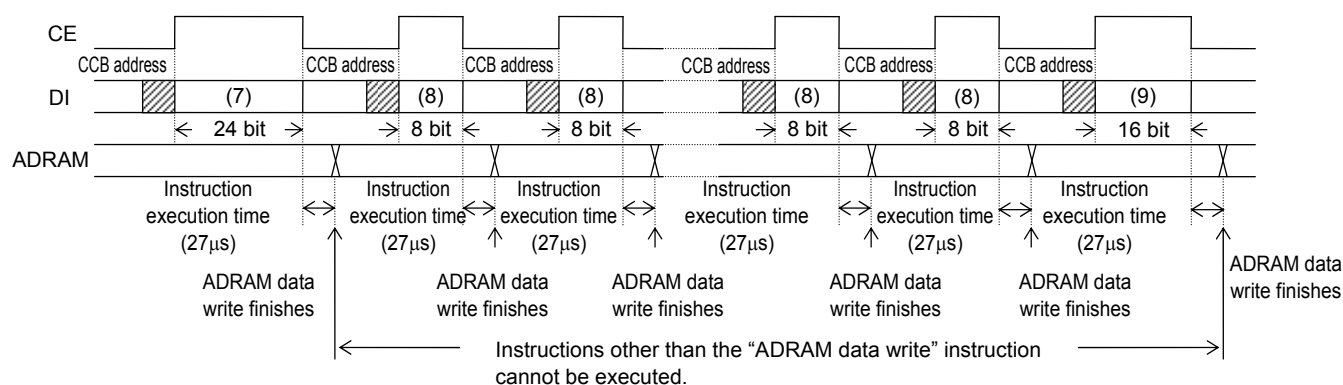 CE
CCB address CCB address CCB address CCB address CCB address CCB address
DI (7) (8) (8) (8) (8) (9)
24 bit 8 bit 8 bit 8 bit 8 bit 16 bit
ADRAM
Instruction Instruction Instruction Instruction Instruction Instruction
execution time execution time execution time execution time execution time execution time
(27μs) (27μs) (27μs) (27μs) (27μs) (27μs)
ADRAM data ADRAM data ADRAM data ADRAM data ADRAM data ADRAM data
write finishes write finishes write finishes write finishes write finishes write finishes
Instructions other than the “ADRAM data write” instruction
cannot be executed.